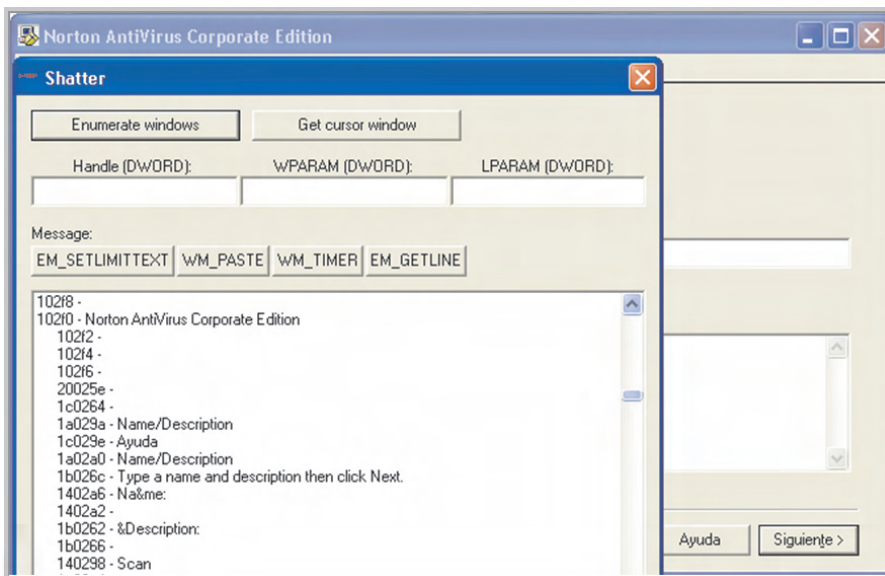 Norton AntiVirus Corporate Edition
Shatter
Enumerate windows Get cursor window
Handle (DWORD): WPARAM (DWORD): LPARAM (DWORD):
Message:
EM_SETLIMITTEXT WM_PASTE WM_TIMER EM_GETLINE
102f8 -
102f0 - Norton AntiVirus Corporate Edition
102f2 -
102f4 -
102f6 -
20025e -
1c0264 -
1a029a - Name/Description
1c029e - Ayuda
1a02a0 - Name/Description
1b026c - Type a name and description then click Next.
1402a6 - Na&me:
1402a2 -
1b0262 - &Description:
1b0266 -
140298 - Scan
Ayuda Siguiente >